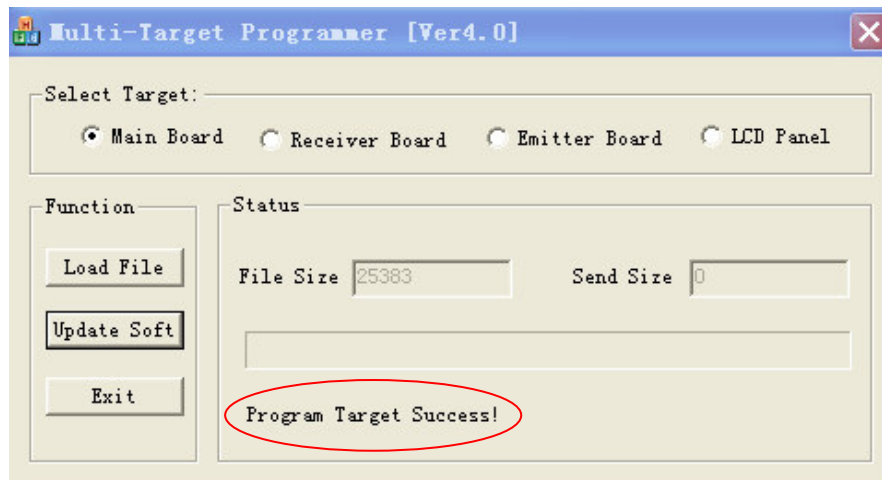 Multi-Target Programmer [Ver4.0]
Select Target:
Main Board Receiver Board Emitter Board LCD Panel
Function
Status
Load File
File Size 25383 Send Size 0
Update Soft
Exit
Program Target Success!